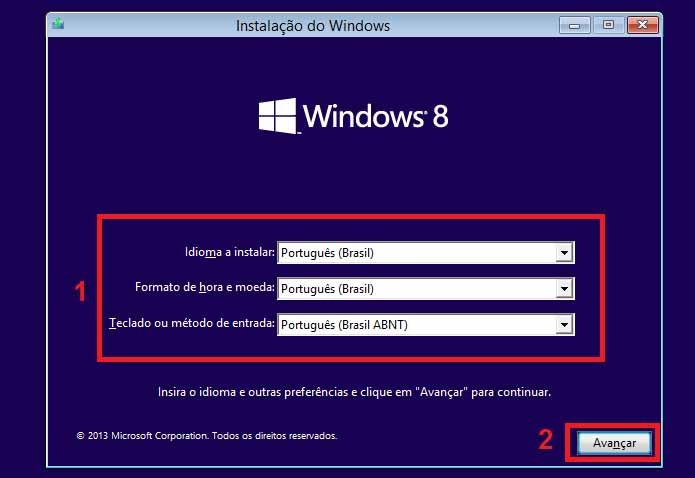 Instalação do Windows
Windows 8
Idioma a instalar: Português (Brasil)
1
Formato de hora e moeda: Português (Brasil)
Teclado ou método de entrada: Português (Brasil ABNT)
Insira o idioma e outras preferências e clique em "Avançar" para continuar.
© 2013 Microsoft Corporation. Todos os direitos reservados.
2
Avançar